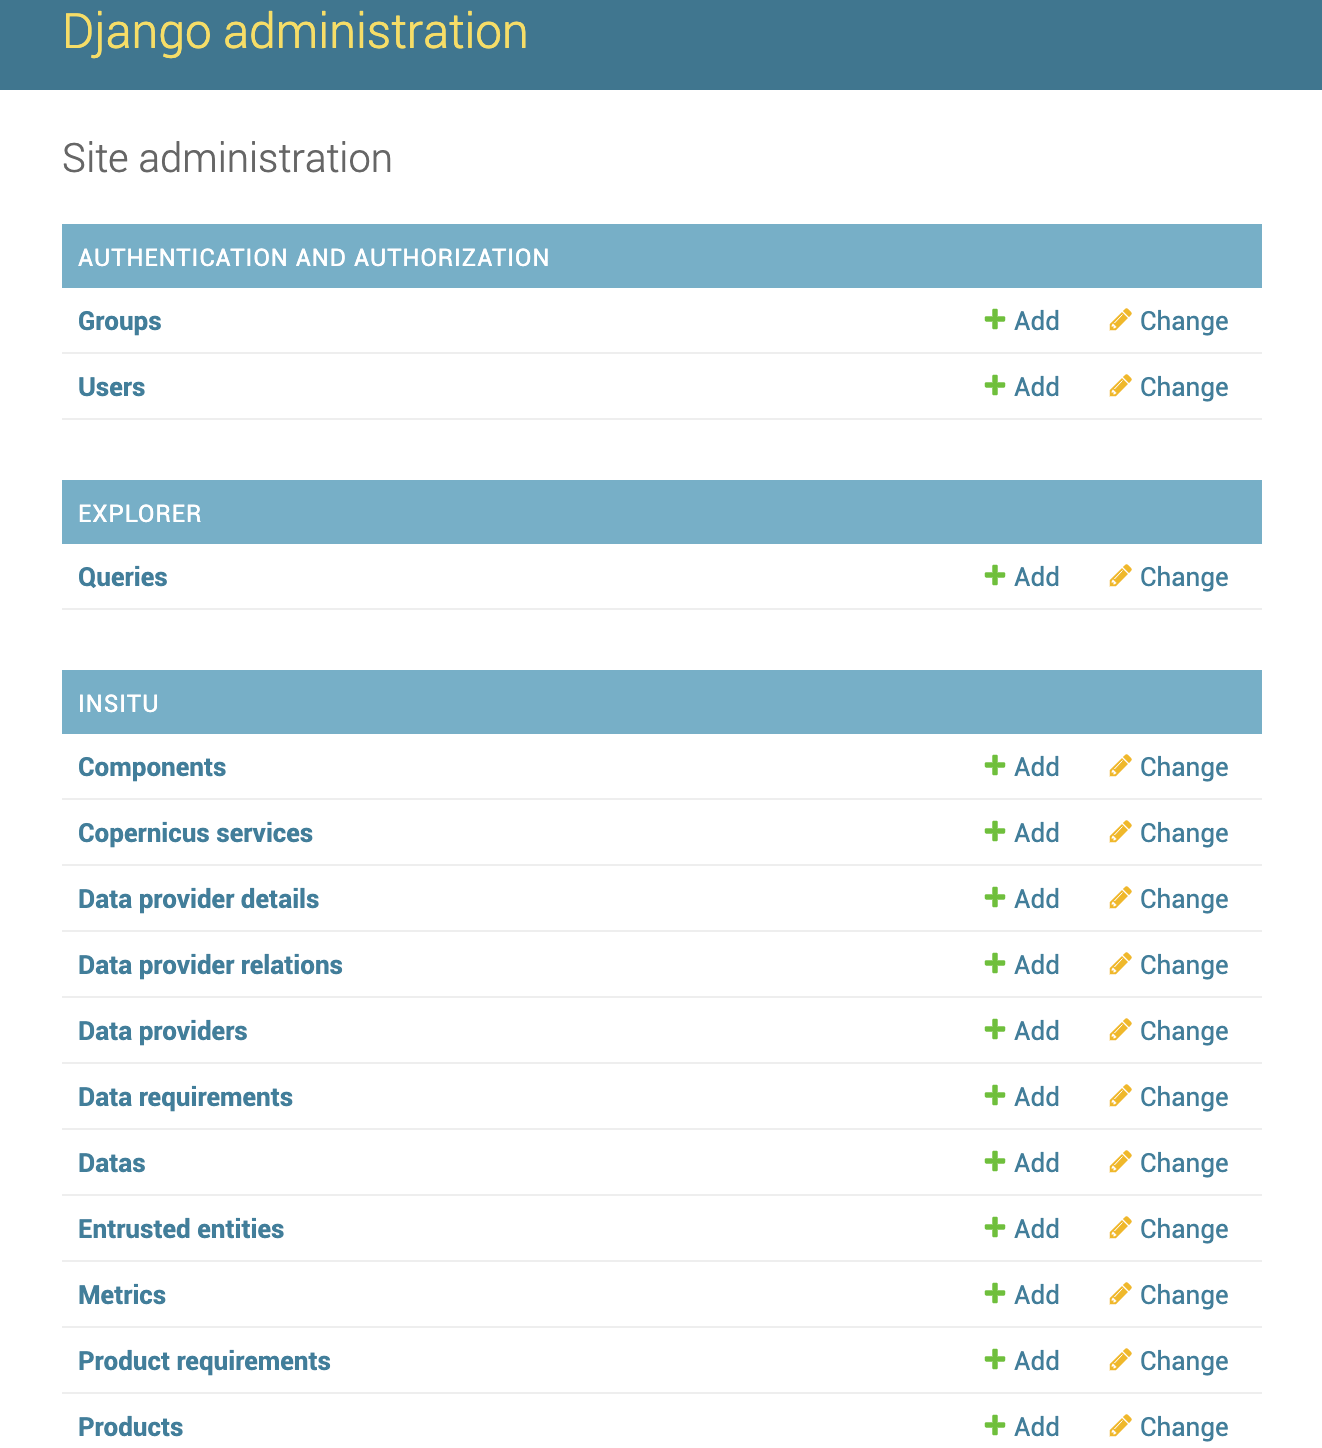 Django administration
Site administration
AUTHENTICATION AND AUTHORIZATION
Groups Add Change
Users Add Change
EXPLORER
Queries Add Change
INSITU
Components Add Change
Copernicus services Add Change
Data provider details Add Change
Data provider relations Add Change
Data providers Add Change
Data requirements Add Change
Datas Add Change
Entrusted entities Add Change
Metrics Add Change
Product requirements Add Change
Products Add Change